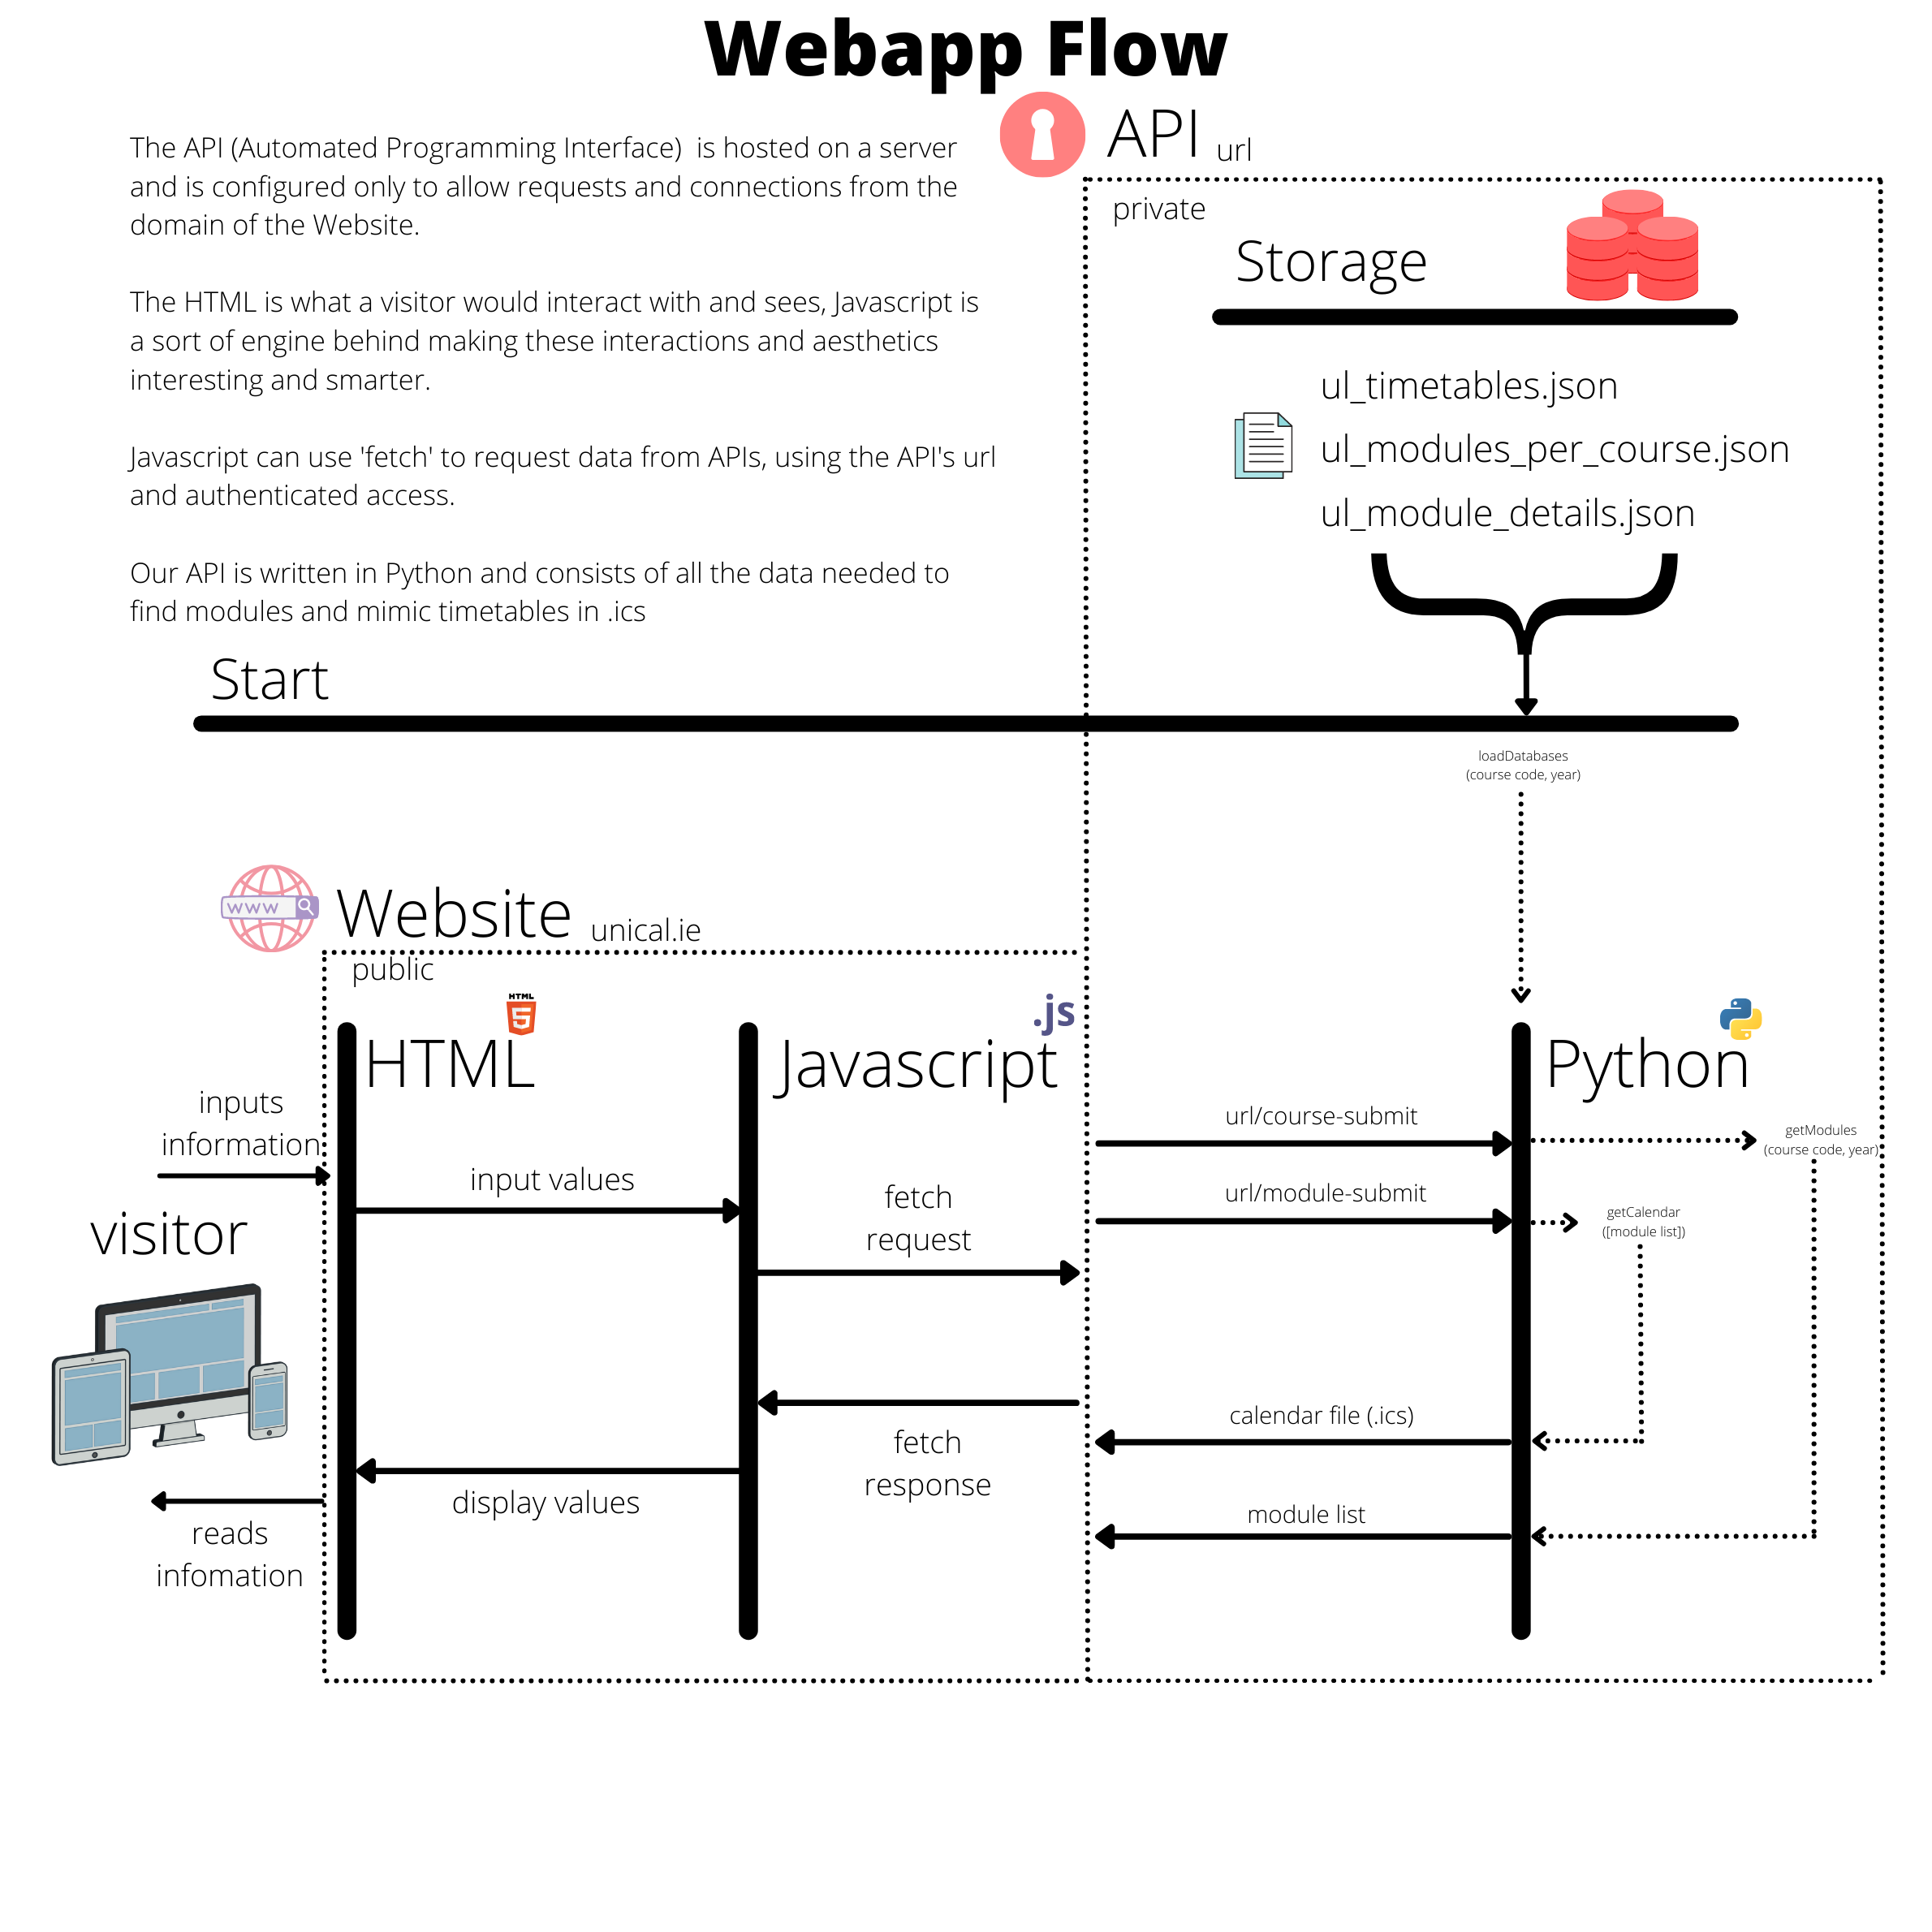 Webapp Flow
API url
The API (Automated Programming Interface)  is hosted on a server
and is configured only to allow requests and connections from the
domain of the Website.
The HTML is what a visitor would interact with and sees, Javascript is
a sort of engine behind making these interactions and aesthetics
interesting and smarter.
Javascript can use 'fetch' to request data from APIs, using the API's url
and authenticated access.
Our API is written in Python and consists of all the data needed to
find modules and mimic timetables in .ics
private
Storage
ul_timetables.json
ul_modules_per_course.json
ul_module_details.json
Start
loadDatabases
(course code, year)
WWW
Website unical.ie
public
HTML
5
HTML
.js
Javascript
Python
inputs
information
visitor
input values
fetch
request
url/course-submit
getModules
(course code, year)
url/module-submit
getCalendar
([module list])
calendar file (.ics)
fetch
response
display values
module list
reads
infomation